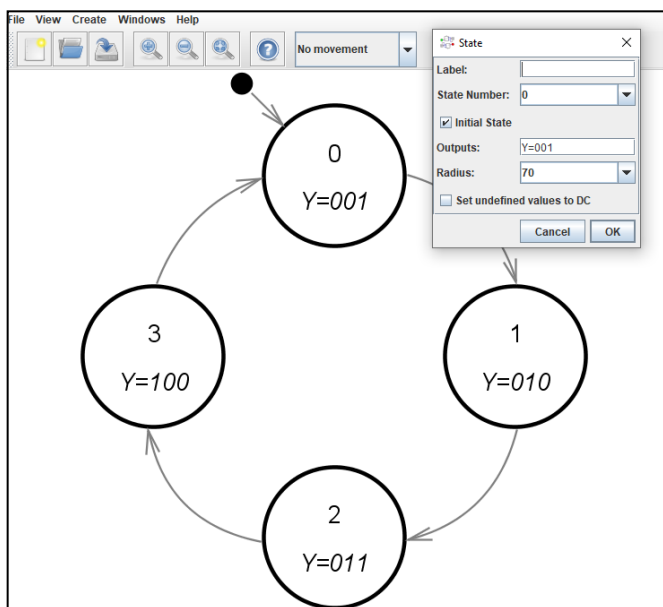 File View Create Windows Help
No movement
State
Label:
State Number: 0
Initial State
Outputs: Y=001
Radius: 70
Set undefined values to DC
Cancel OK
0
Y=001
3
Y=100
1
Y=010
2
Y=011